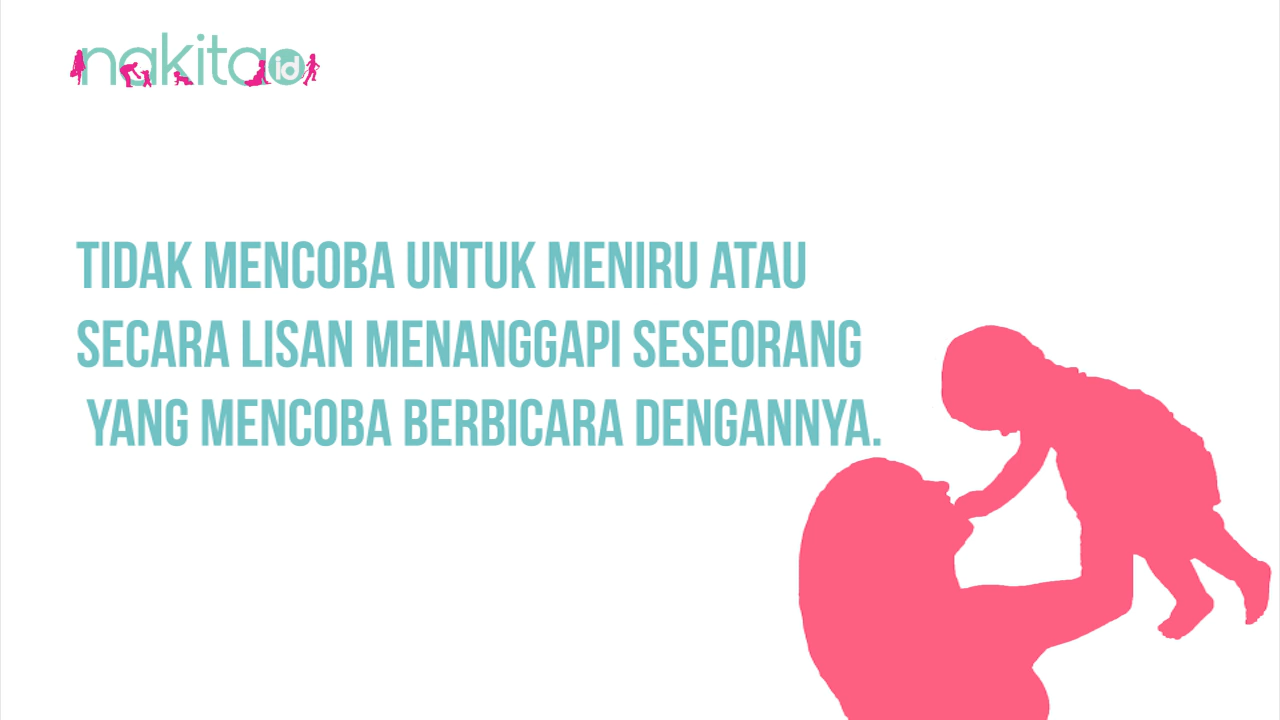 nakita id
TIDAK MENCOBA UNTUK MENIRU ATAU
SECARA LISAN MENANGGAPI SESEORANG
YANG MENCOBA BERBICARA DENGANNYA.